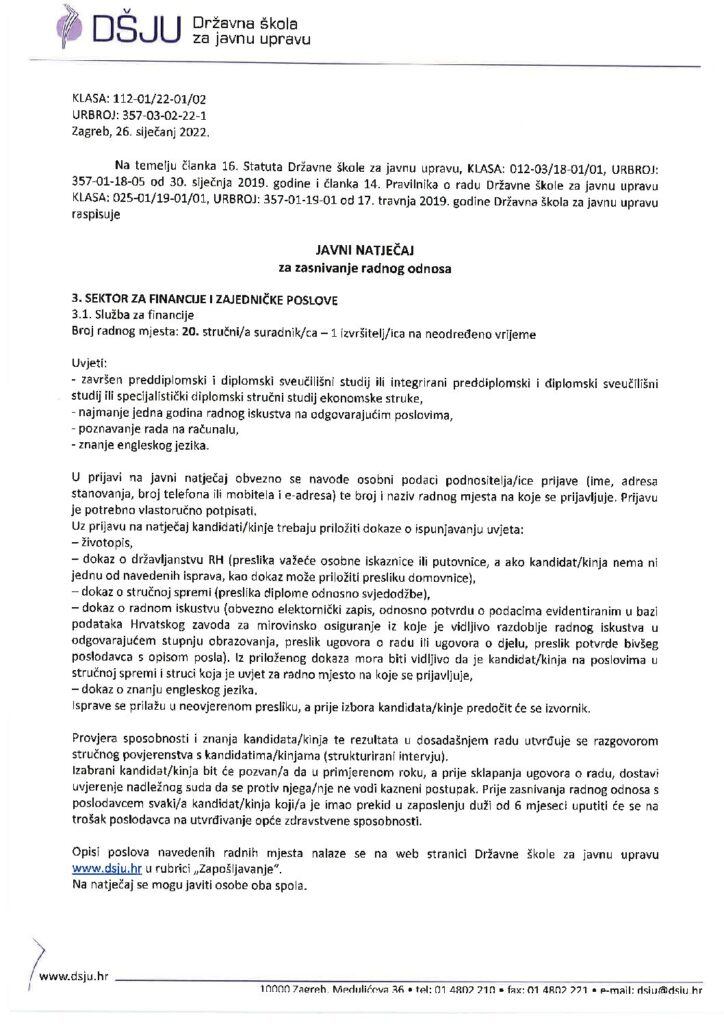 DŠJU Državna škola
za javnu upravu
KLASA: 112-01/22-01/02
URBROJ: 357-03-02-22-1
Zagreb, 26. siječanj 2022.
Na temelju članka 16. Statuta Državne škole za javnu upravu, KLASA: 012-03/18-01/01, URBROJ:
357-01-18-05 od 30. siječnja 2019. godine i članka 14. Pravilnika o radu Državne škole za javnu upravu
KLASA: 025-01/19-01/01, URBROJ: 357-01-19-01 od 17. travnja 2019. godine Državna škola za javnu upravu
raspisuje
JAVNI NATJEČAJ
za zasnivanje radnog odnosa
3. SEKTOR ZA FINANCIJE I ZAJEDNIČKE POSLOVE
3.1. Služba za financije
Broj radnog mjesta: 20. stručni/a suradnik/ca – 1 izvršitelj/ica na neodređeno vrijeme
Uvjeti:
- završen preddiplomski i diplomski sveučilišni studij ili integrirani preddiplomski i diplomski sveučilišni
studij ili specijalistički diplomski stručni studij ekonomske struke,
- najmanje jedna godina radnog iskustva na odgovarajućim poslovima,
- poznavanje rada na računalu,
- znanje engleskog jezika.
U prijavi na javni natječaj obvezno se navode osobni podaci podnositelja/ice prijave (ime, adresa
stanovanja, broj telefona ili mobitela i e-adresa) te broj i naziv radnog mjesta na koje se prijavljuje. Prijavu
je potrebno vlastoručno potpisati.
Uz prijavu na natječaj kandidati/kinje trebaju priložiti dokaze o ispunjavanju uvjeta:
– životopis,
– dokaz o državljanstvu RH (preslika važeće osobne iskaznice ili putovnice, a ako kandidat/kinja nema ni
jednu od navedenih isprava, kao dokaz može priložiti presliku domovnice),
– dokaz o stručnoj spremi (preslika diplome odnosno svjedodžbe),
– dokaz o radnom iskustvu (obvezno elektornički zapis, odnosno potvrdu o podacima evidentiranim u bazi
podataka Hrvatskog zavoda za mirovinsko osiguranje iz koje je vidljivo razdoblje radnog iskustva u
odgovarajućem stupnju obrazovanja, preslik ugovora o radu ili ugovora o djelu, preslik potvrde bivšeg
poslodavca s opisom posla). Iz priloženog dokaza mora biti vidljivo da je kandidat/kinja na poslovima u
stručnoj spremi i struci koja je uvjet za radno mjesto na koje se prijavljuje,
– dokaz o znanju engleskog jezika.
Isprave se prilažu u neovjerenom presliku, a prije izbora kandidata/kinje predočit će se izvornik.
Provjera sposobnosti i znanja kandidata/kinja te rezultata u dosadašnjem radu utvrđuje se razgovorom
stručnog povjerenstva s kandidatima/kinjama (strukturirani intervju).
Izabrani kandidat/kinja bit će pozvan/a da u primjerenom roku, a prije sklapanja ugovora o radu, dostavi
uvjerenje nadležnog suda da se protiv njega/nje ne vodi kazneni postupak. Prije zasnivanja radnog odnosa s
poslodavcem svaki/a kandidat/kinja koji/a je imao prekid u zaposlenju duži od 6 mjeseci uputiti će se na
trošak poslodavca na utvrđivanje opće zdravstvene sposobnosti.
Opisi poslova navedenih radnih mjesta nalaze se na web stranici Državne škole za javnu upravu
www.dsju.hr u rubrici „Zapošljavanje“.
Na natječaj se mogu javiti osobe oba spola.
www.dsju.hr
10000 Zagreb, Medulićeva 36 • tel: 01 4802 210 • fax: 01 4802 221 • e-mail: dsju@dsju.hr